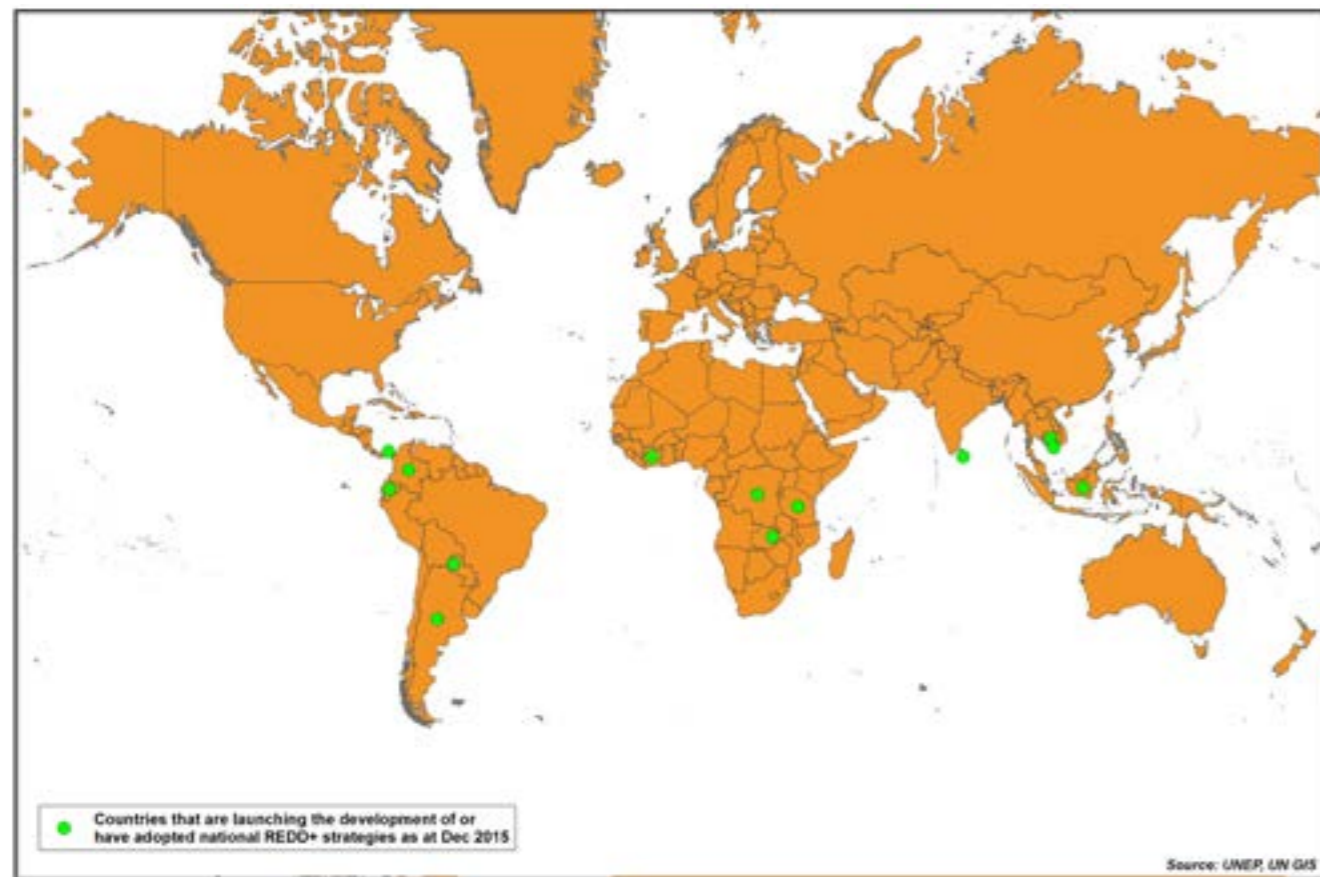 Countries that are launching the development of or
have adopted national REDD+ strategies as at Dec 2015
Source: UNEP, UN GIS